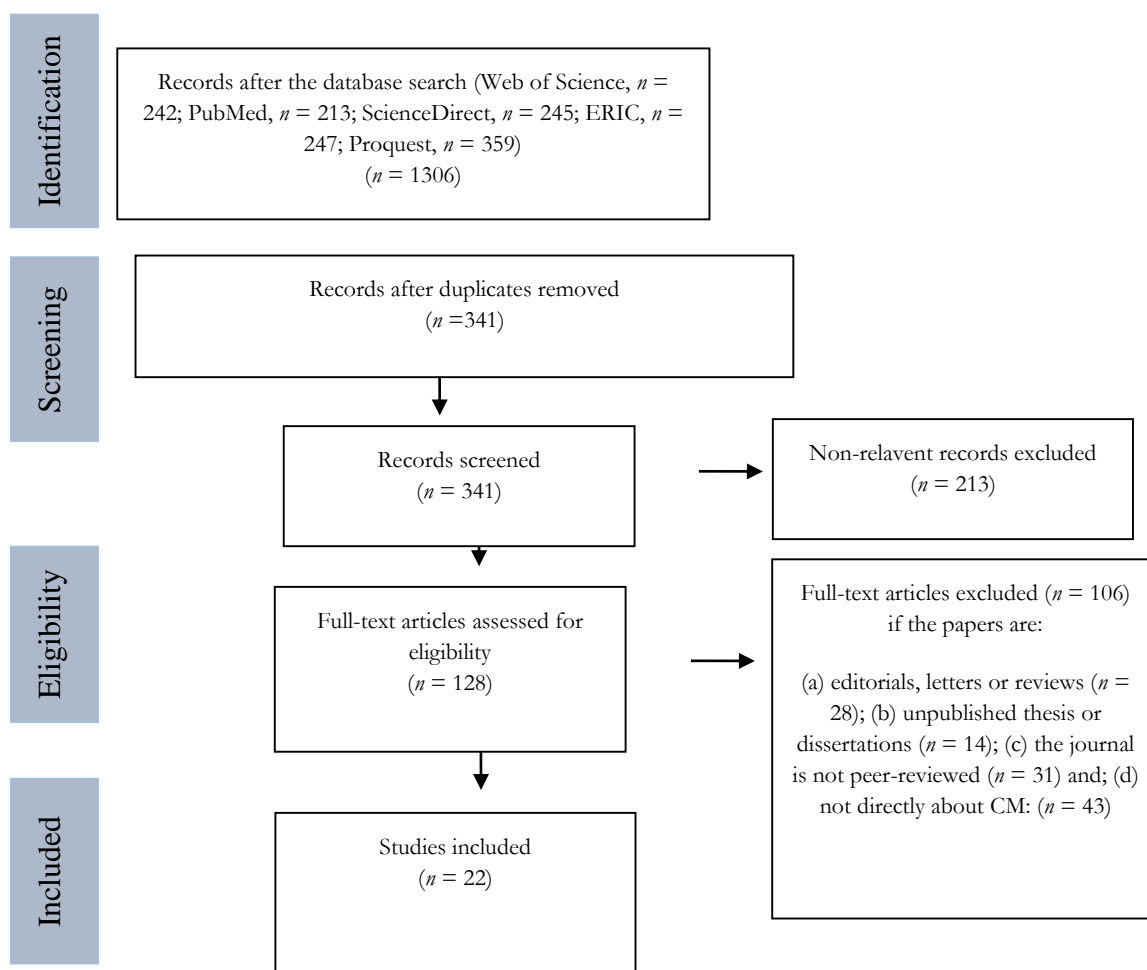 Identification
Records after the database search (Web of Science, n =
242; PubMed, n = 213; ScienceDirect, n = 245; ERIC, n =
247; Proquest, n = 359)
(n = 1306)
Screening
Records after duplicates removed
(n =341)
Records screened
(n = 341)
Non-relavent records excluded
(n = 213)
Eligibility
Full-text articles assessed for
eligibility
(n = 128)
Full-text articles excluded (n = 106)
if the papers are:
(a) editorials, letters or reviews (n =
28); (b) unpublished thesis or
dissertations (n = 14); (c) the journal
is not peer-reviewed (n = 31) and; (d)
not directly about CM: (n = 43)
Included
Studies included
(n = 22)